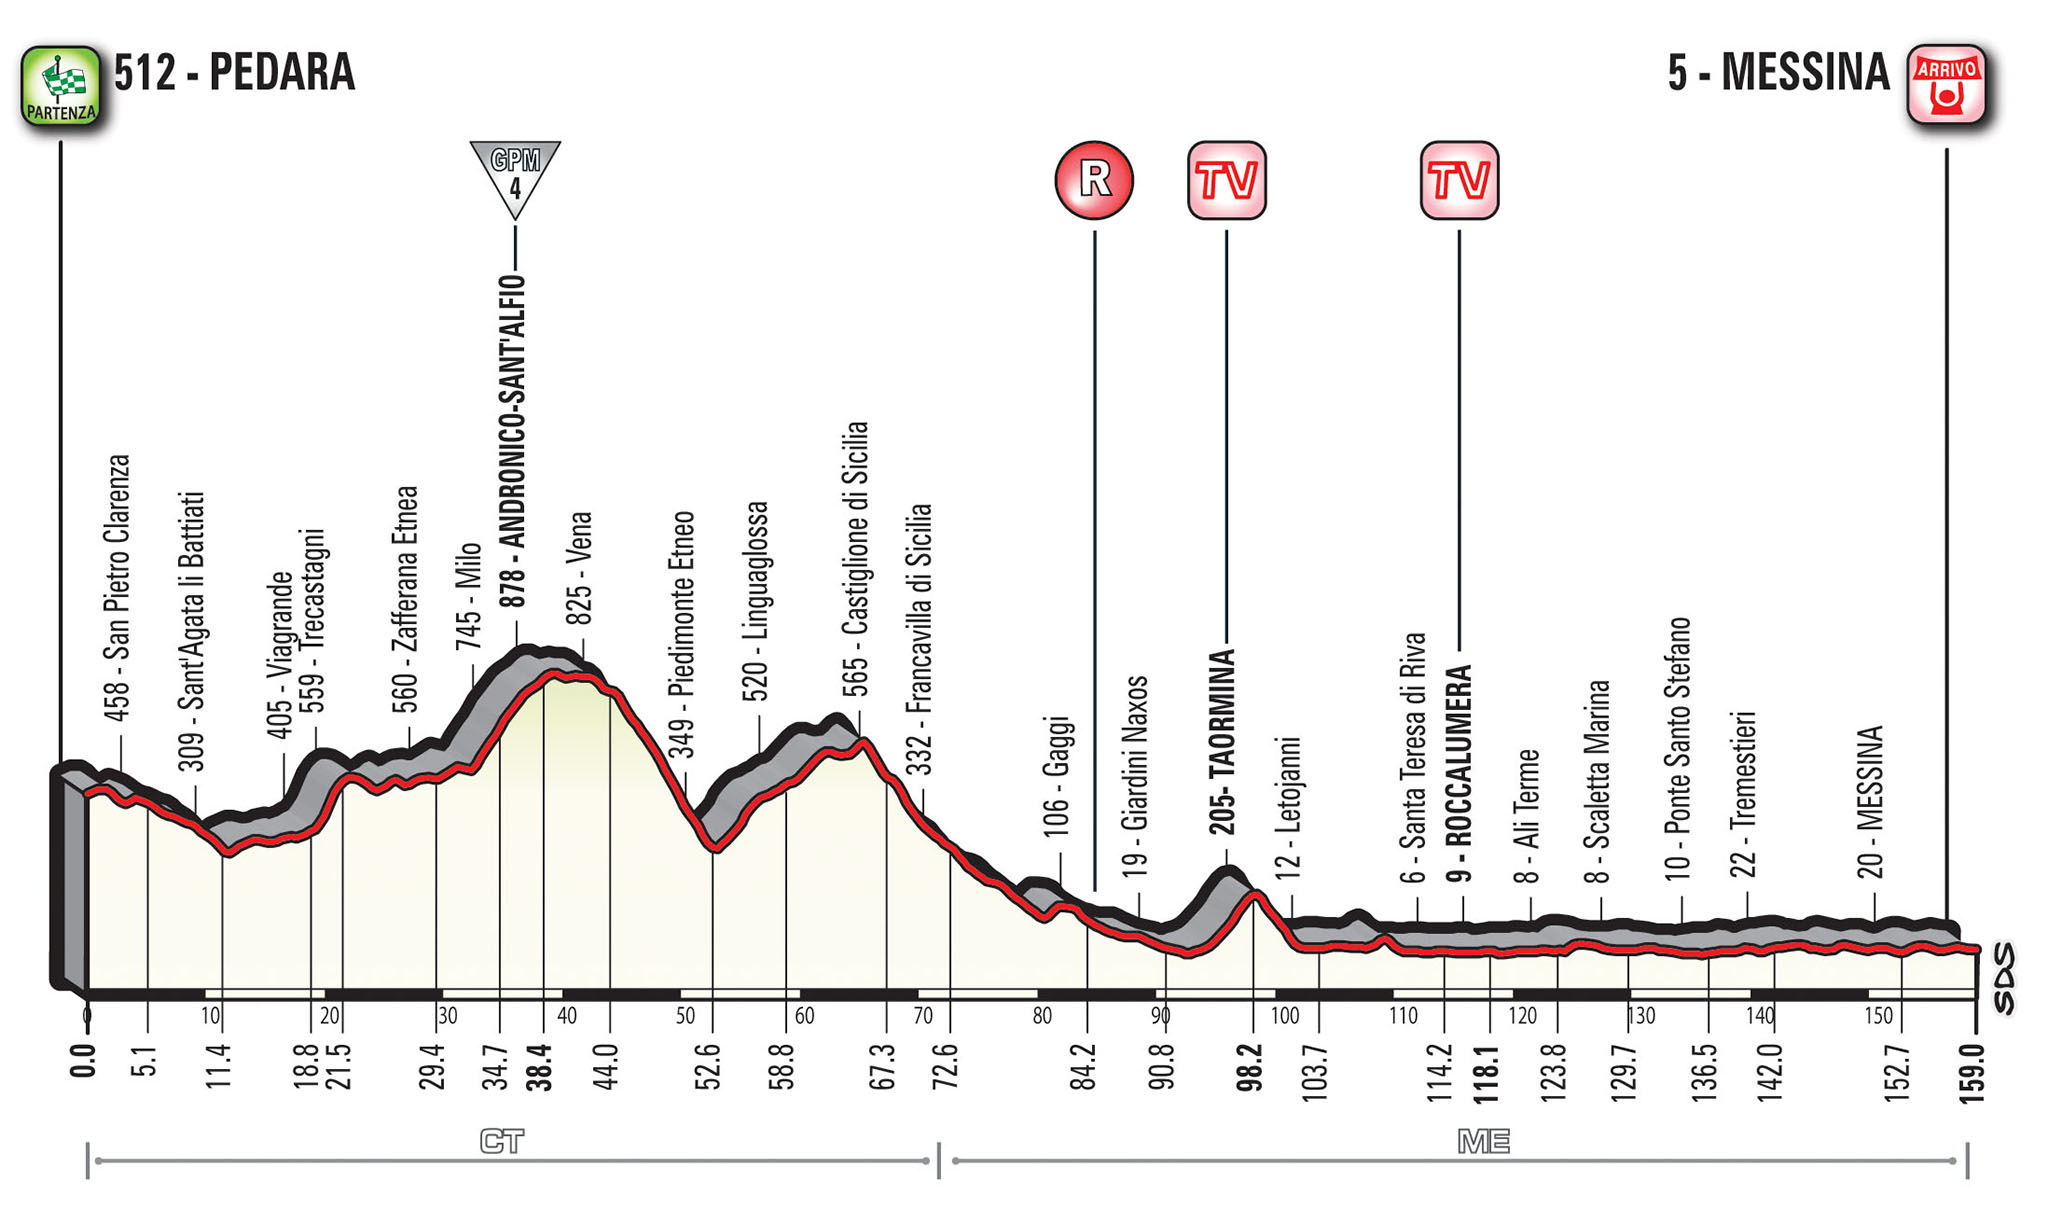 PARTENZA
512 - PEDARA
5 - MESSINA
ARRIVO
GPM
4
R
TV
TV
458 - San Pietro Clarenza
309 - Sant'Agata li Battiati
405 - Viagrande
559 - Trecastagni
560 - Zafferana Etnea
745 - Milo
878 - ANDRONICO-SANT'ALFIO
825 - Vena
349 - Piedimonte Etneo
520 - Linguaglossa
565 - Castiglione di Sicilia
332 - Francavilla di Sicilia
106 - Gaggi
19 - Giardini Naxos
205- TAORMINA
12 - Letojanni
6 - Santa Teresa di Riva
9 - ROCCALUMERA
8 - Ali Terme
8 - Scaletta Marina
10 - Ponte Santo Stefano
22 - Tremestieri
20 - MESSINA
SDS
0 10 20 30 40 50 60 70 80 90 100 110 120 130 140 150
0.0 5.1 11.4 18.8 21.5 29.4 34.7 38.4 44.0 52.6 58.8 67.3 72.6 84.2 90.8 98.2 103.7 114.2 118.1 123.8 129.7 136.5 142.0 152.7 159.0
CT ME